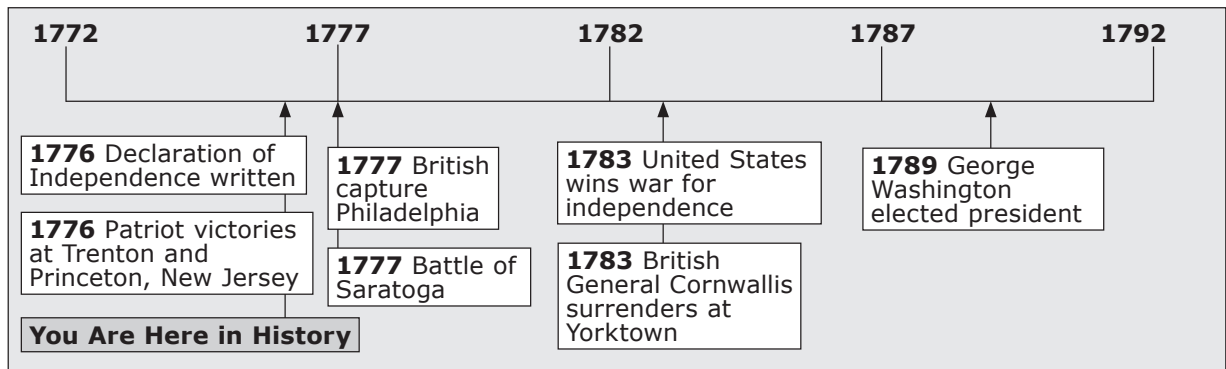 1772 1777 1782 1787 1792
1776 Declaration of
Independence written
1776 Patriot victories
at Trenton and
Princeton, New Jersey
You Are Here in History
1777 British
capture
Philadelphia
1777 Battle of
Saratoga
1783 United States
wins war for
independence
1783 British
General Cornwallis
surrenders at
Yorktown
1789 George
Washington
elected president